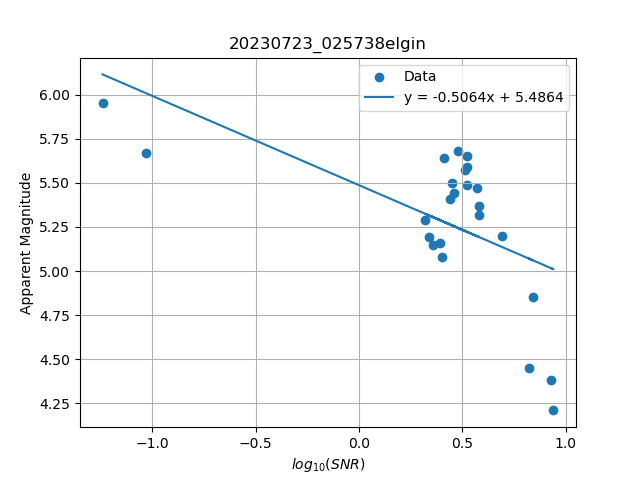 20230723_025738elgin
Data
y = -0.5064x + 5.4864
Apparent Magnitude
6.00
5.75
5.50
5.25
5.00
4.75
4.50
4.25
−1.0 −0.5 0.0 0.5 1.0
log10(SNR)